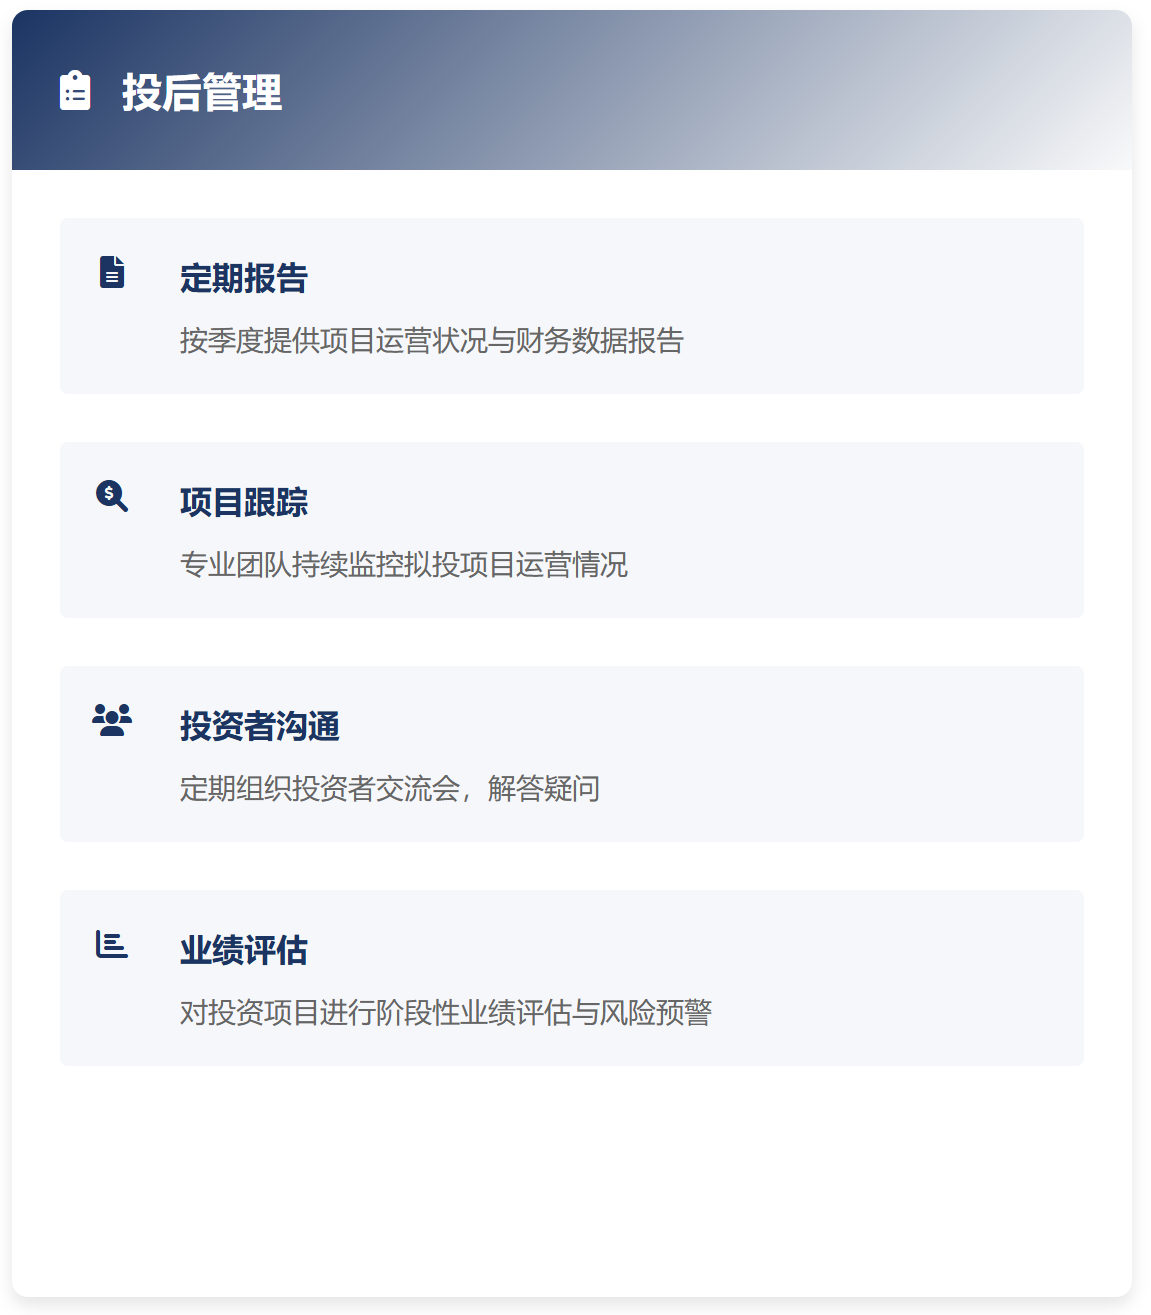 投后管理
定期报告
按季度提供项目运营状况与财务数据报告
项目跟踪
专业团队持续监控拟投项目运营情况
投资者沟通
定期组织投资者交流会，解答疑问
业绩评估
对投资项目进行阶段性业绩评估与风险预警